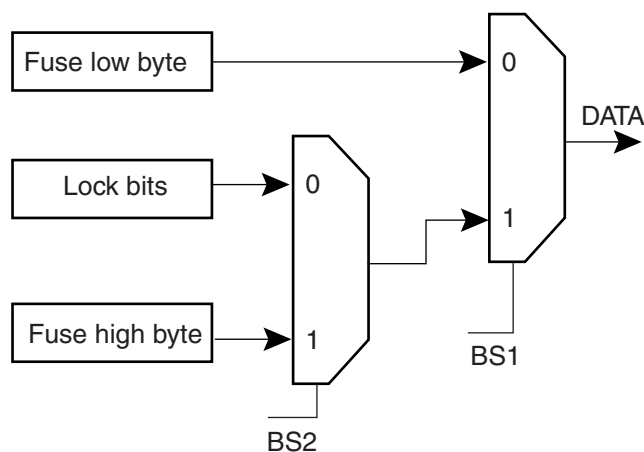 Fuse low byte
0
DATA
Lock bits
0
1
Fuse high byte
1
BS1
BS2